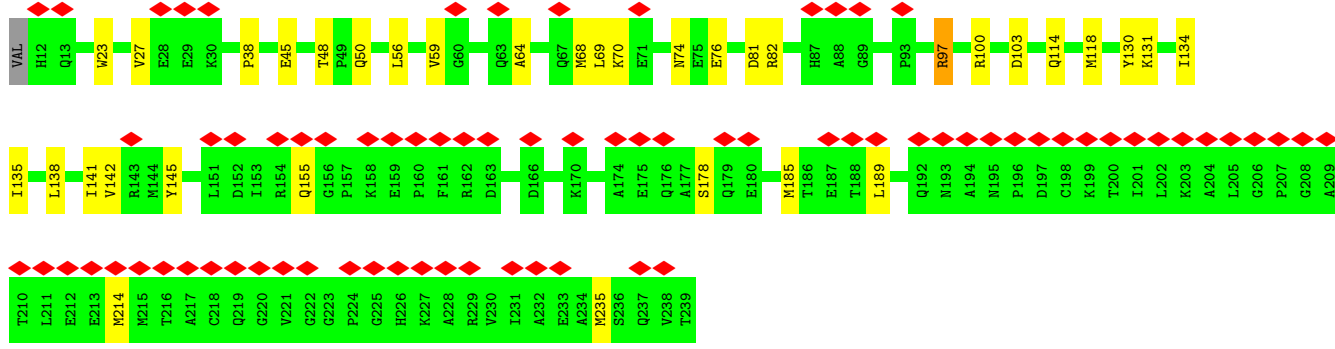 VAL H12 Q13 W23 V27 E28 E29 K30 P38 E45 T48 P49 Q50 L56 V59 G60 Q63 A64 Q67 M68 L69 K70 E71 N74 E75 E76 D81 R82 H87 A88 G89 P93 R97 R100 D103 Q114 M118 Y130 K131 I134
I135 L138 I141 V142 R143 M144 Y145 L151 D152 I153 R154 Q155 G156 P157 K158 E159 P160 F161 R162 D163 D166 K170 A174 E175 Q176 A177 S178 Q179 E180 M185 T186 E187 T188 L189 Q192 N193 A194 N195 P196 D197 C198 K199 T200 I201 L202 K203 A204 L205 G206 P207 G208 A209
T210 L211 E212 E213 M214 M215 T216 A217 C218 Q219 G220 V221 G222 G223 P224 G225 H226 K227 A228 R229 V230 I231 A232 E233 A234 M235 S236 Q237 V238 T239